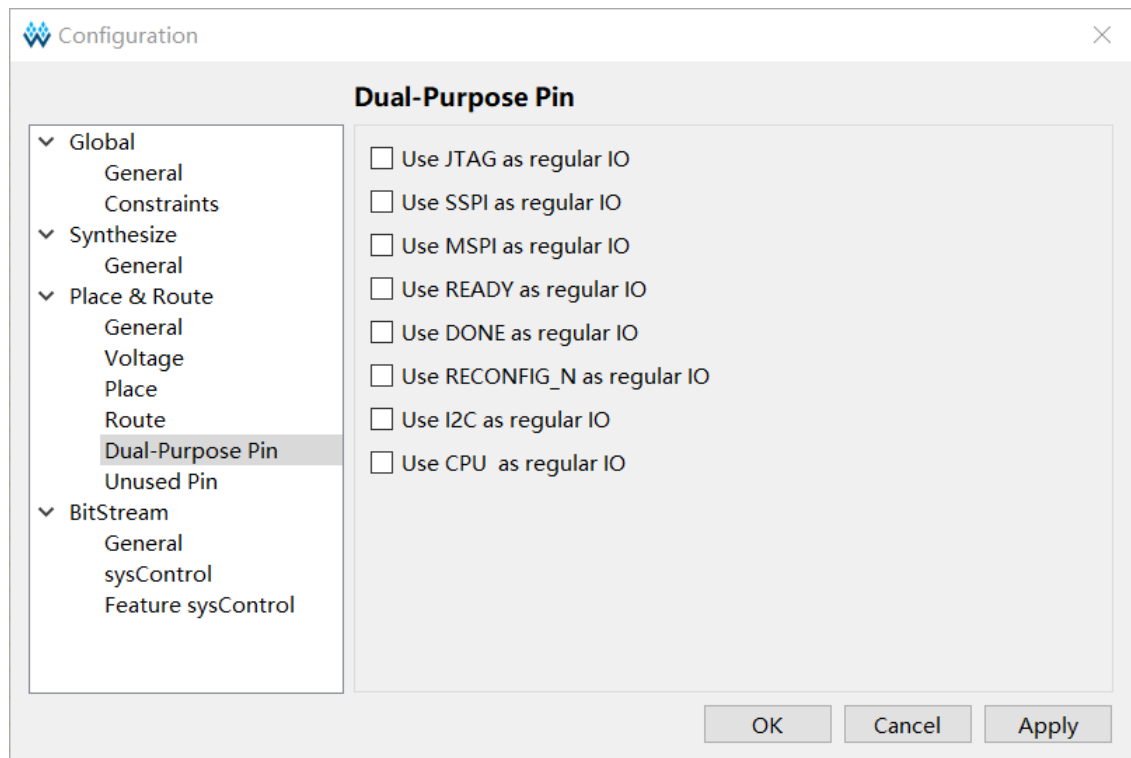 Configuration
Dual-Purpose Pin
Global
General
Constraints
Synthesize
General
Place & Route
General
Voltage
Place
Route
Dual-Purpose Pin
Unused Pin
BitStream
General
sysControl
Feature sysControl
Use JTAG as regular IO
Use SSPI as regular IO
Use MSPI as regular IO
Use READY as regular IO
Use DONE as regular IO
Use RECONFIG_N as regular IO
Use I2C as regular IO
Use CPU  as regular IO
OK
Cancel
Apply